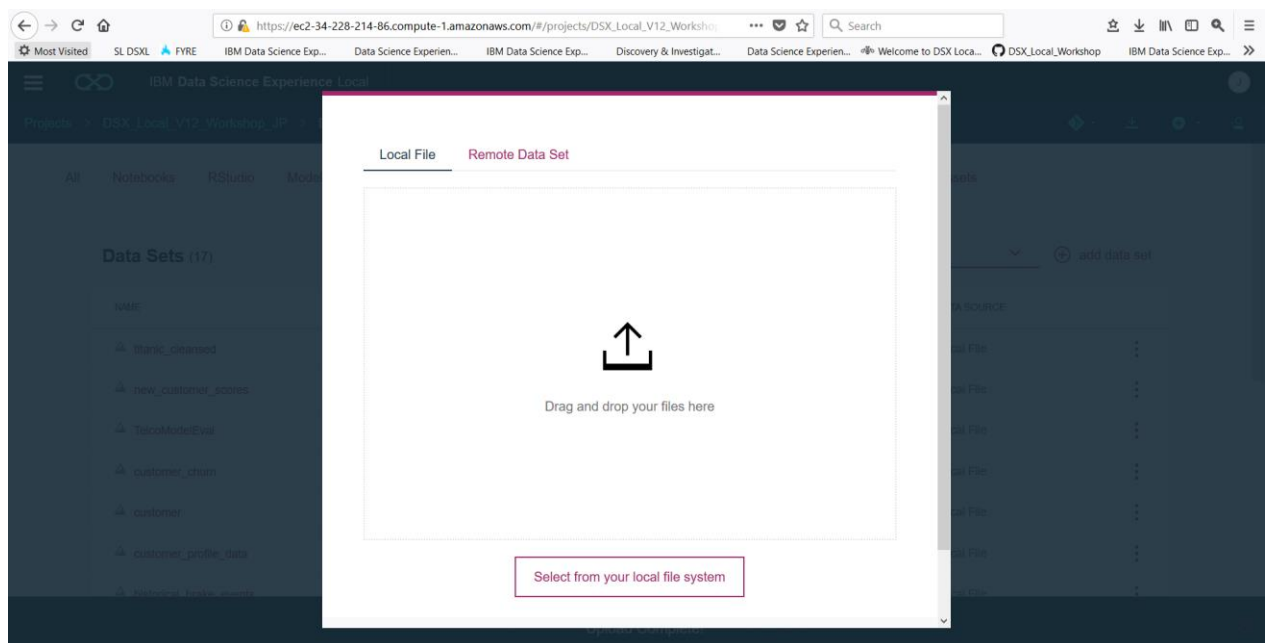 https://ec2-34-228-214-86.compute-1.amazonaws.com/#/projects/DSX_Local_V12_Workshop
Search
Most Visited SL DSXL FYRE IBM Data Science Exp... Data Science Experien... IBM Data Science Exp... Discovery & Investigat... Data Science Experien... Welcome to DSX Loca... DSX_Local_Workshop IBM Data Science Exp...
IBM Data Science Experience Local
Projects DSX_Local_V12_Workshop_JP
Local File Remote Data Set
All Notebooks RStudio Model
Data Sets (17) add data set
NAME
titanic_cleansed
new_customer_scores
TelcoModelEval
customer_churn
customer
customer_profile_data
historical_brake_events
Drag and drop your files here
Select from your local file system
Upload Complete!